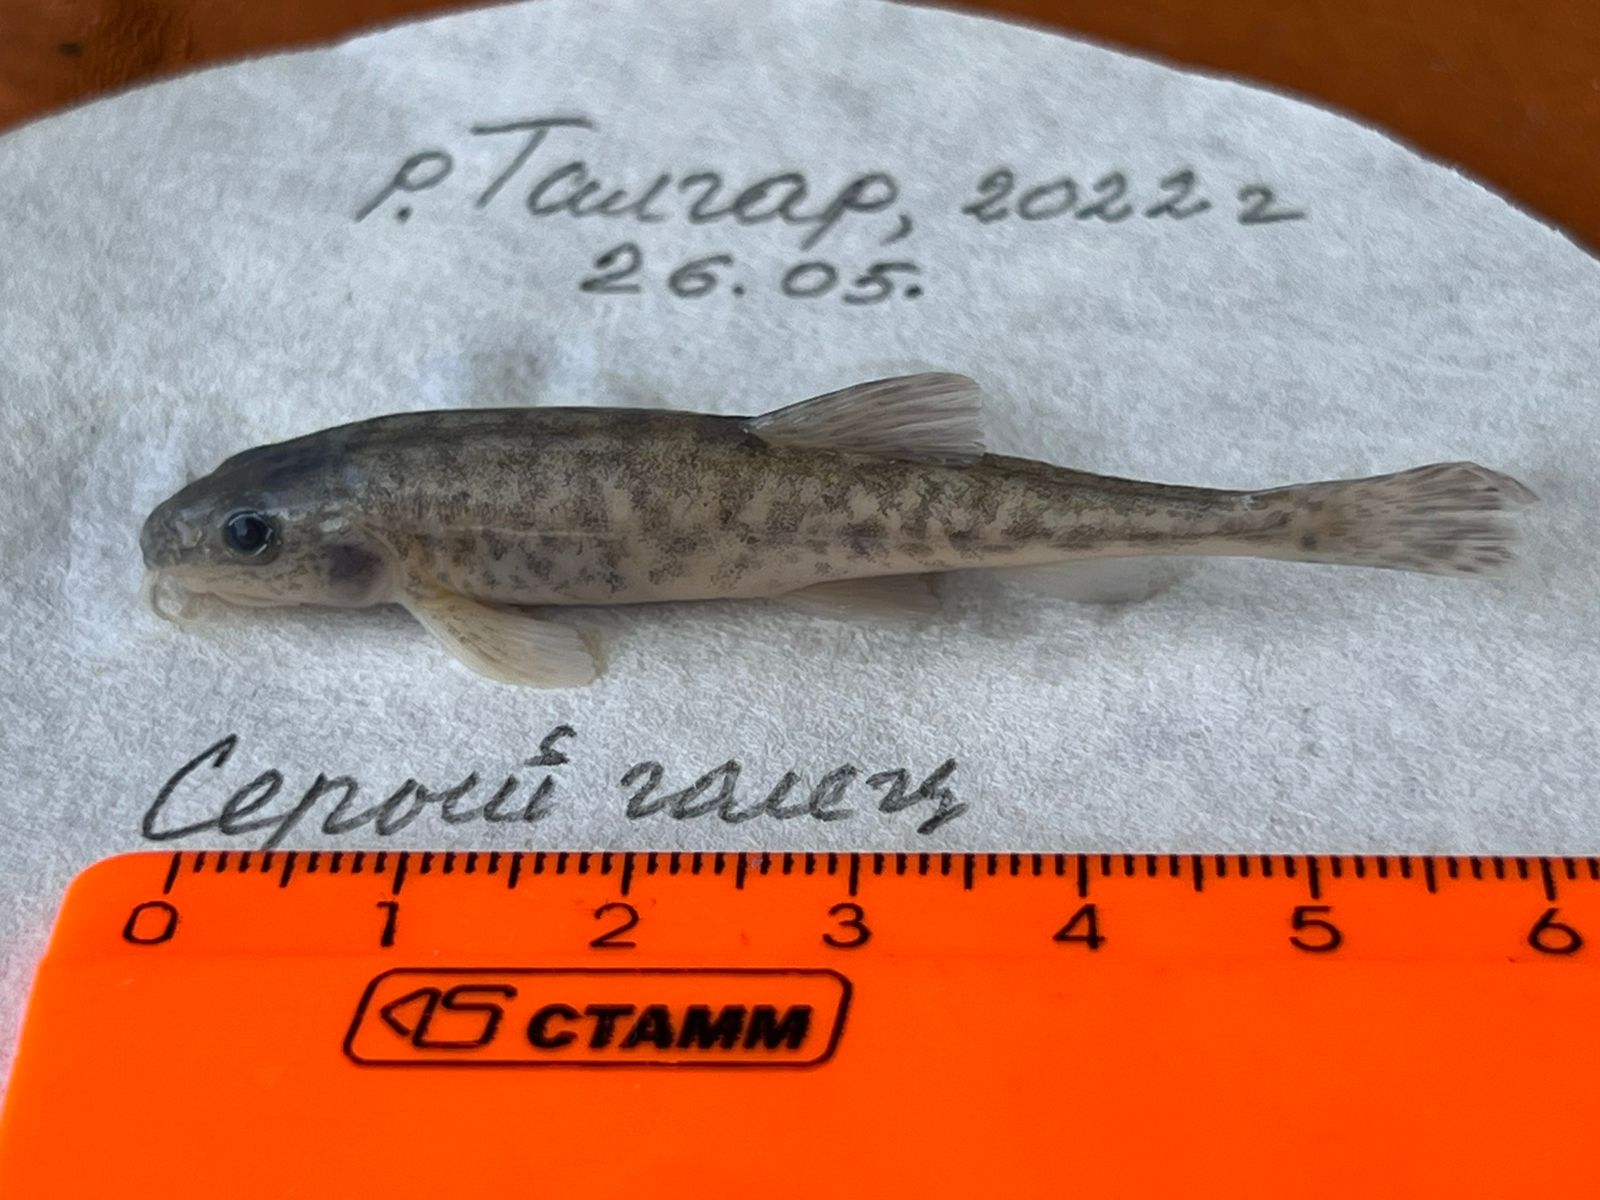 р. Талгар, 2022 г
26.05.
Серый голец
0 1 2 3 4 5 6
СТАММ